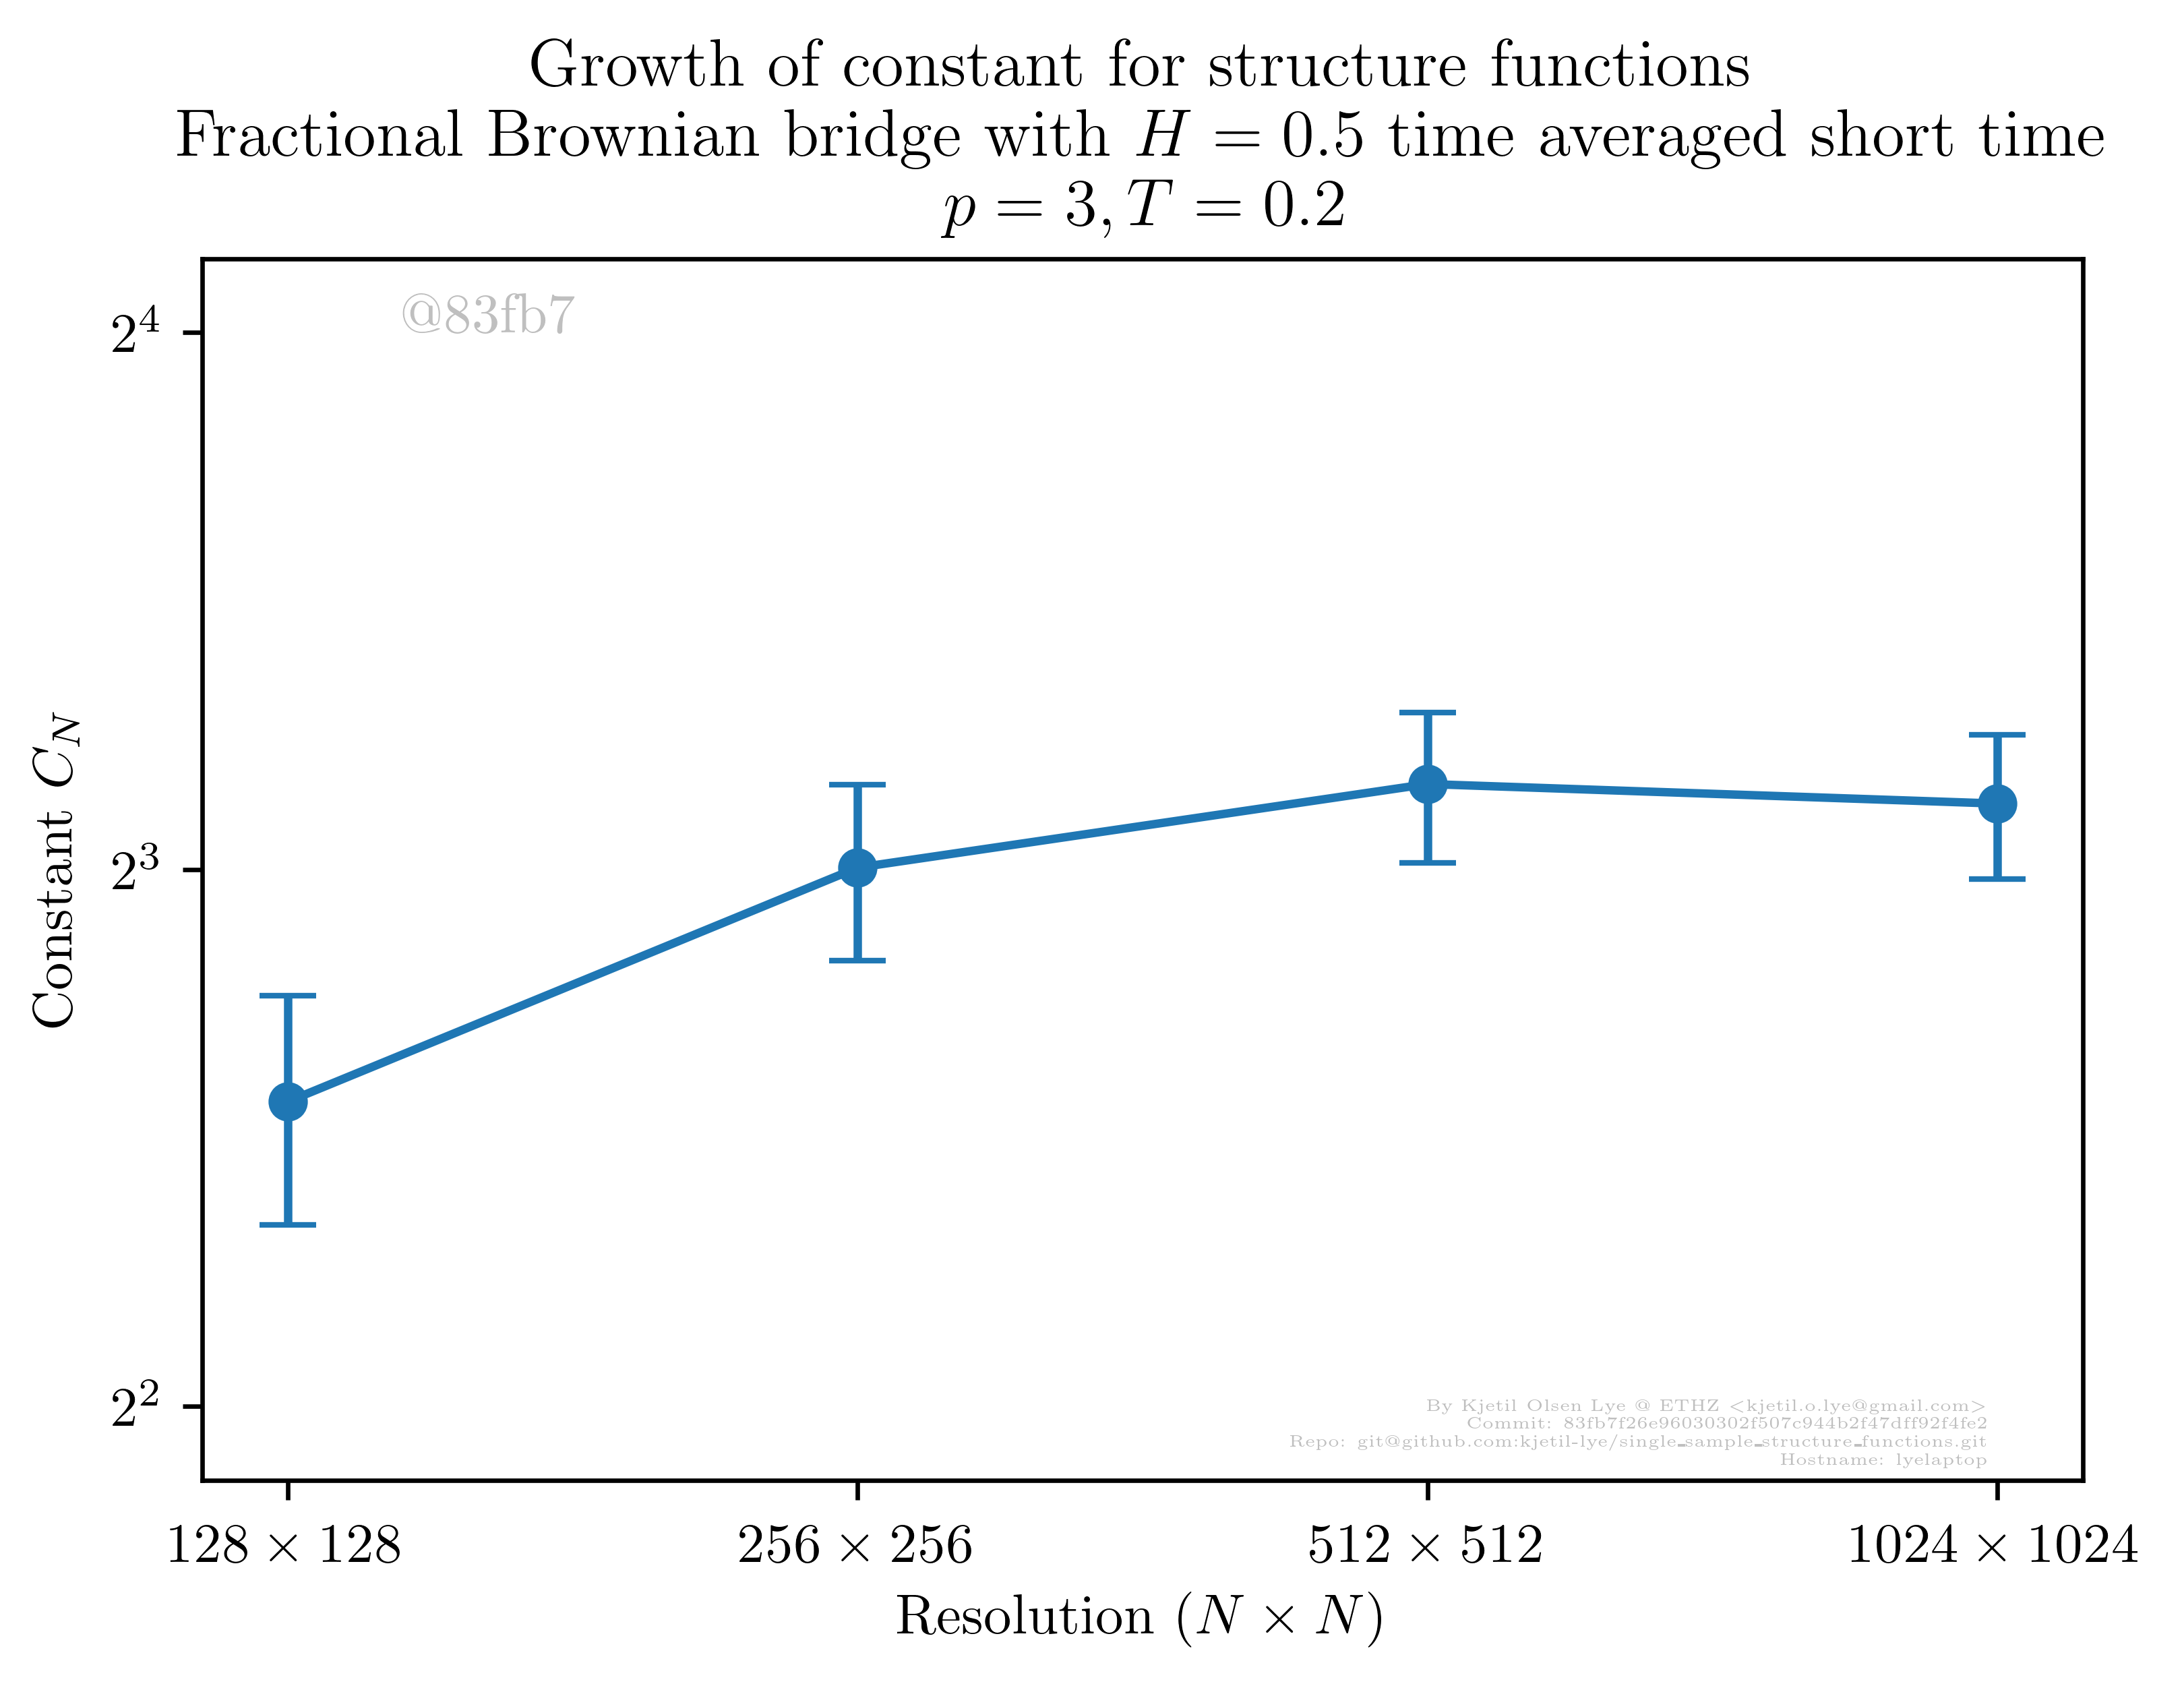 Growth of constant for structure functions
Fractional Brownian bridge with H = 0.5 time averaged short time
p = 3, T = 0.2
@83fb7
2^4
2^3
2^2
Constant C_N
By Kjetil Olsen Lye @ ETHZ <kjetil.o.lye@gmail.com>
Commit: 83fb7f26e96030302f507c944b2f47dff92f4fe2
Repo: git@github.com:kjetil-lye/single_sample_structure_functions.git
Hostname: lyelaptop
128 × 128 256 × 256 512 × 512 1024 × 1024
Resolution (N × N)